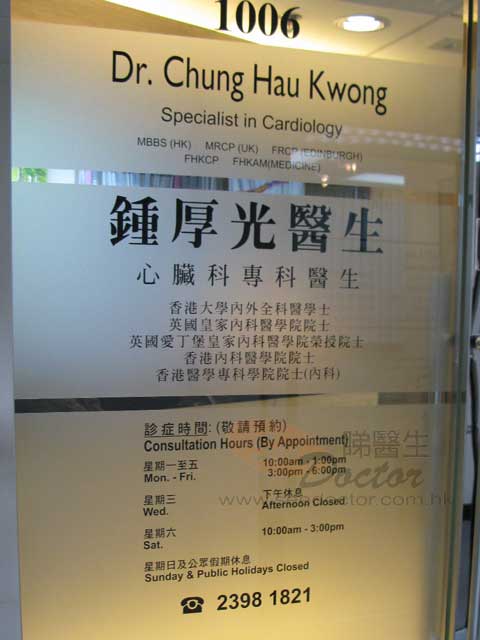 1006
Dr. Chung Hau Kwong
Specialist in Cardiology
MBBS (HK) MRCP (UK) FRCP (EDINBURGH)
FHKCP FHKAM(MEDICINE)
鍾厚光醫生
心臟科專科醫生
香港大學內外全科醫學士
英國皇家內科醫學院院士
英國愛丁堡皇家內科醫學院榮授院士
香港內科醫學院院士
香港醫學專科學院院士(內科)
診症時間: (敬請預約)
Consultation Hours (By Appointment)
星期一至五 10:00am - 1:00pm
Mon. - Fri. 3:00pm - 6:00pm
星期三 下午休息
Wed. Afternoon Closed
星期六 10:00am - 3:00pm
Sat.
星期日及公眾假期休息
Sunday & Public Holidays Closed
☎ 2398 1821
睇醫生
Doctor